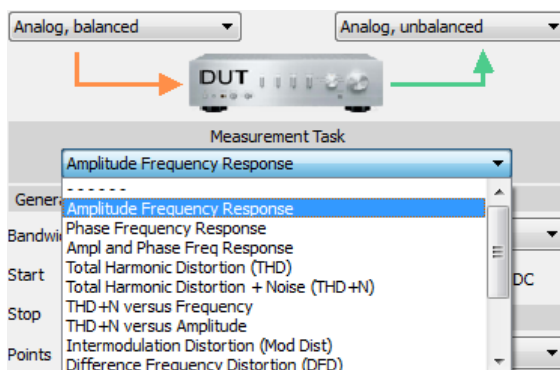 Analog, balanced
Analog, unbalanced
DUT
Measurement Task
Amplitude Frequency Response
- - - - - -
Amplitude Frequency Response
Phase Frequency Response
Ampl and Phase Freq Response
Total Harmonic Distortion (THD)
Total Harmonic Distortion + Noise (THD+N)
THD+N versus Frequency
THD+N versus Amplitude
Intermodulation Distortion (Mod Dist)
Difference Frequency Distortion (DFD)
Start
DC
Stop
Points